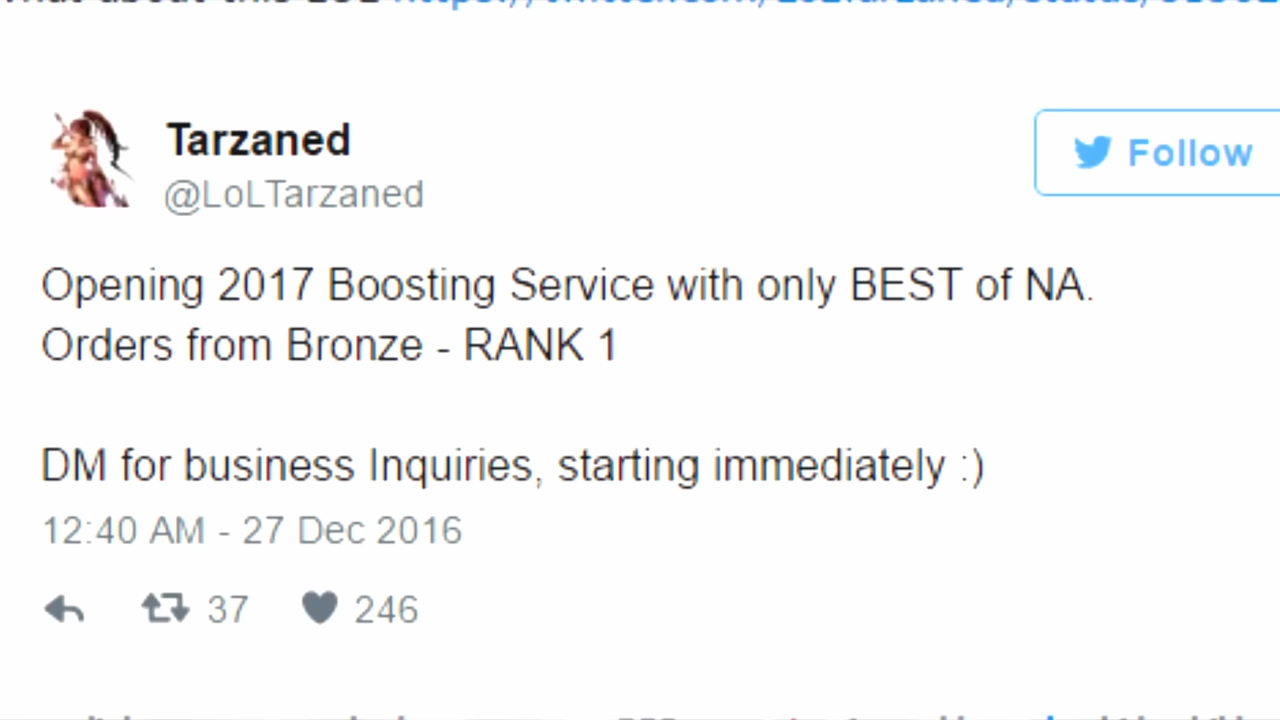 Tarzaned
@LoLTarzaned
Follow
Opening 2017 Boosting Service with only BEST of NA.
Orders from Bronze - RANK 1
DM for business Inquiries, starting immediately :)
12:40 AM - 27 Dec 2016
37 246